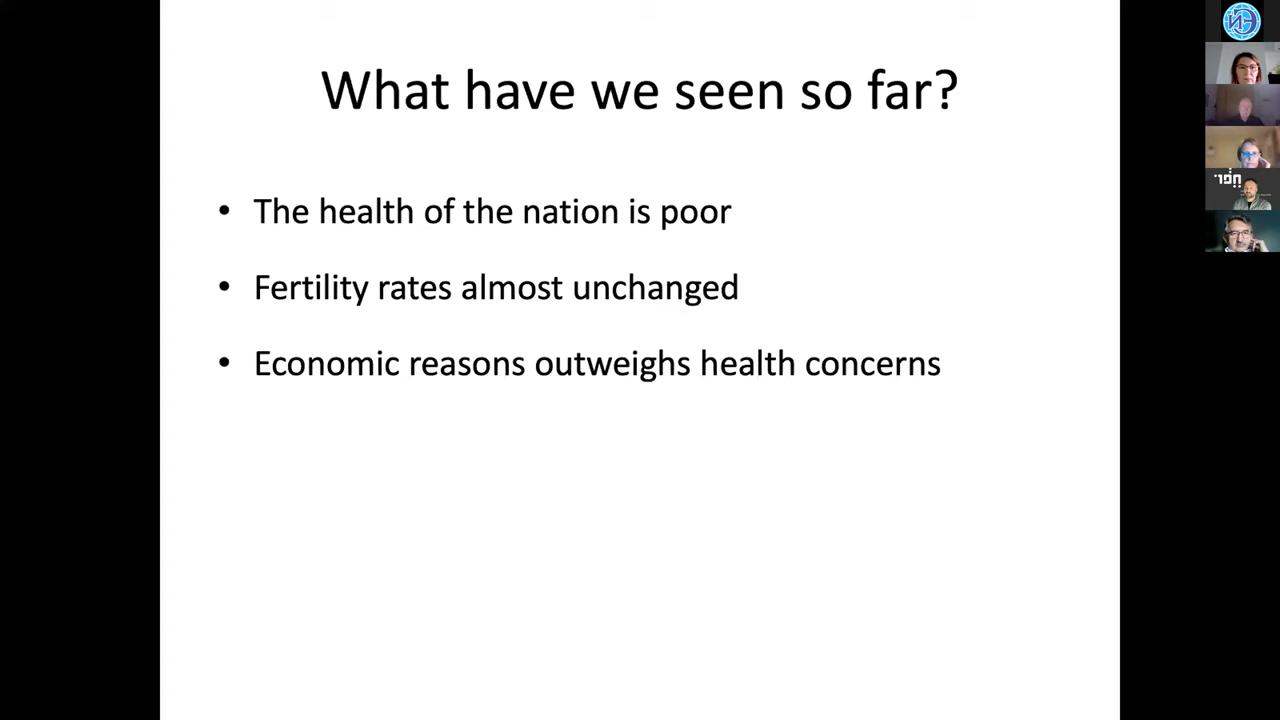 What have we seen so far?
• The health of the nation is poor
• Fertility rates almost unchanged
• Economic reasons outweighs health concerns